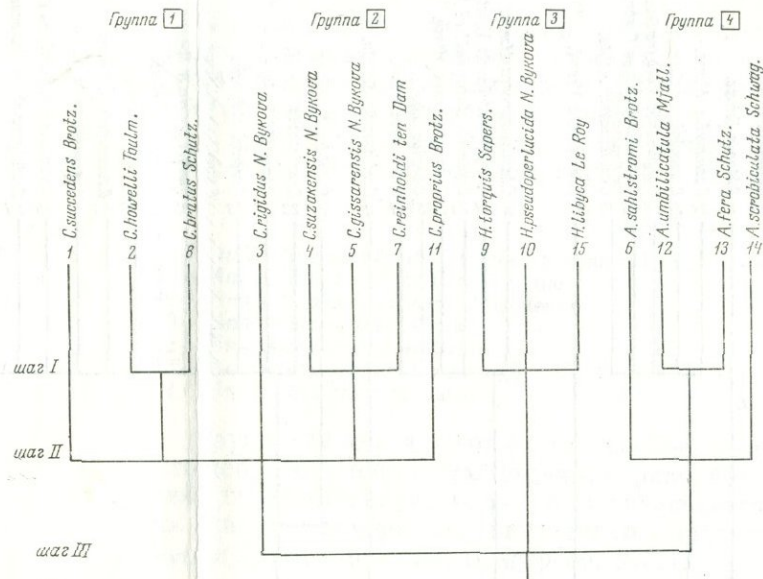 Группа 1
Группа 2
Группа 3
Группа 4
C. succedens Brotz.
C. howelli Toulm.
C. brutus Schutz.
C. rigidus N. Bykova
C. suzakensis N. Bykova
C. gissarensis N. Bykova
C. reinholdi ten Dam
C. proprius Brotz.
H. torquis Sapers.
H. pseudoperlucida N. Bykova
H. libyca Le Roy
A. sahlstromi Brotz.
A. umbilicatula Mjatl.
A. fera Schutz.
A. scrobiculata Schwag.
1 2 8 3 4 5 7 11 9 10 15 6 12 13 14
шаг I
шаг II
шаг III